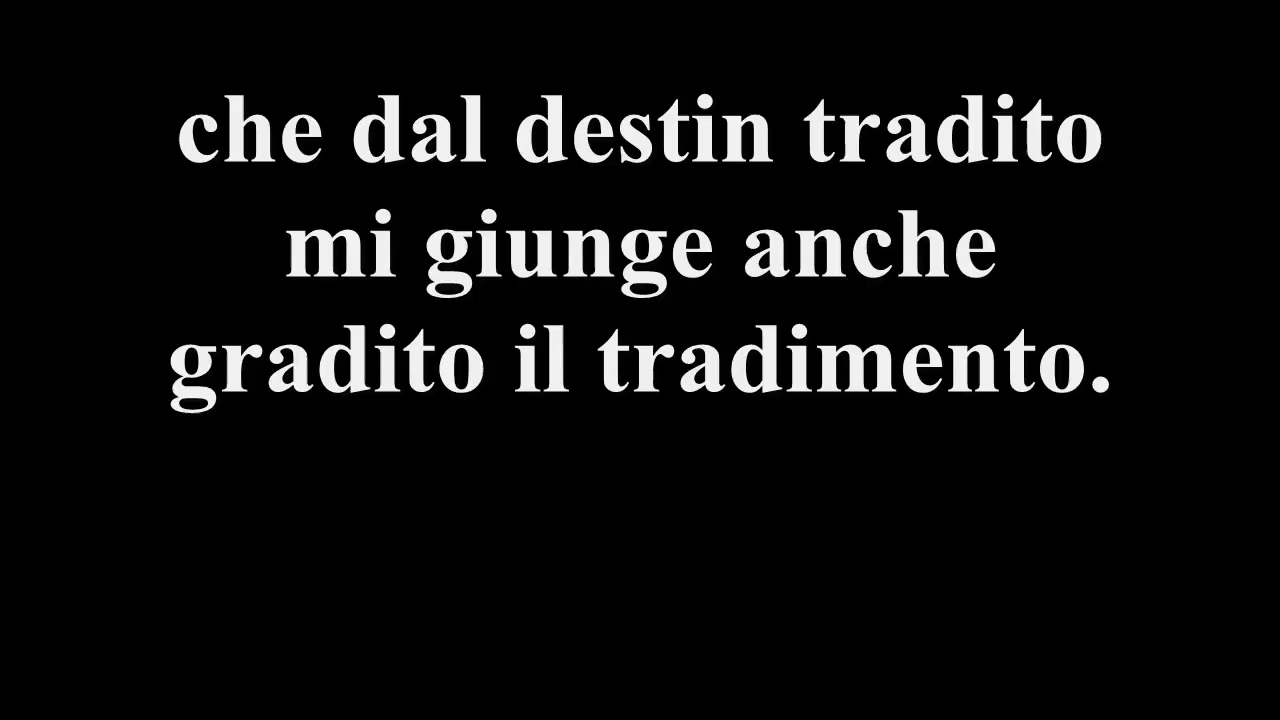 che dal destin tradito
mi giunge anche
gradito il tradimento.